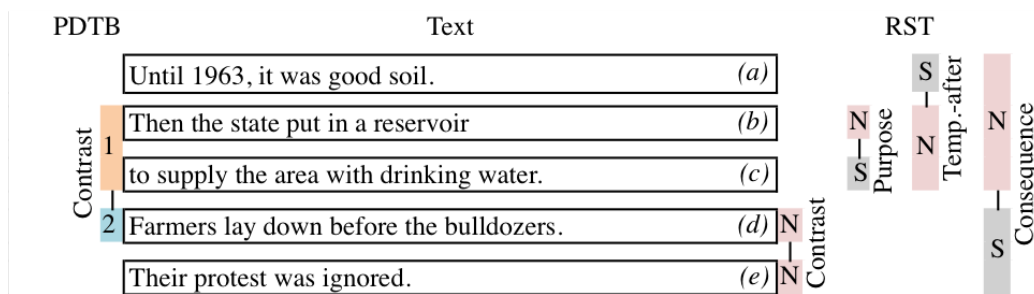 PDTB Text RST
Until 1963, it was good soil. (a)
Then the state put in a reservoir (b)
to supply the area with drinking water. (c)
Farmers lay down before the bulldozers. (d)
Their protest was ignored. (e)
Contrast
1
2
N
N
Contrast
N
S
Purpose
S
N
Temp.-after
N
S
Consequence